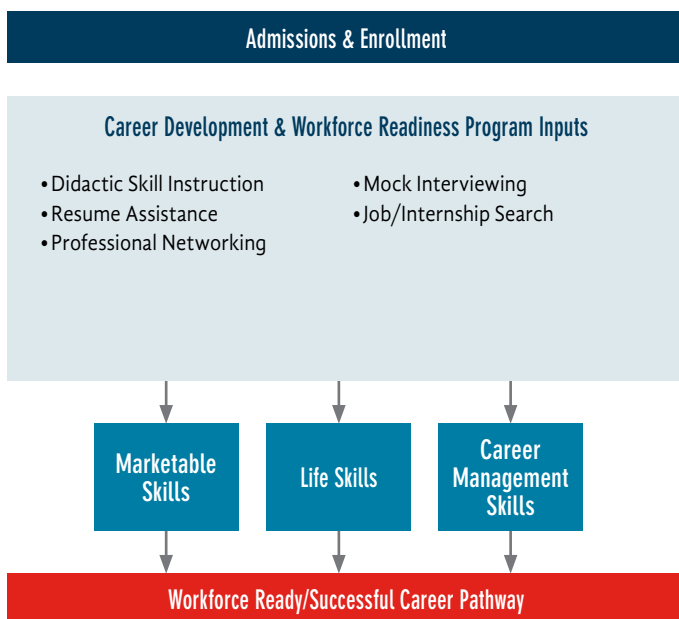 Admissions & Enrollment
Career Development & Workforce Readiness Program Inputs
• Didactic Skill Instruction
• Resume Assistance
• Professional Networking
• Mock Interviewing
• Job/Internship Search
Marketable
Skills
Life Skills
Career
Management
Skills
Workforce Ready/Successful Career Pathway